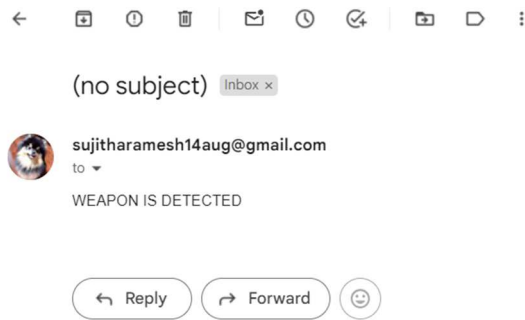 (no subject) Inbox ×
sujitharamesh14aug@gmail.com
to
WEAPON IS DETECTED
Reply Forward